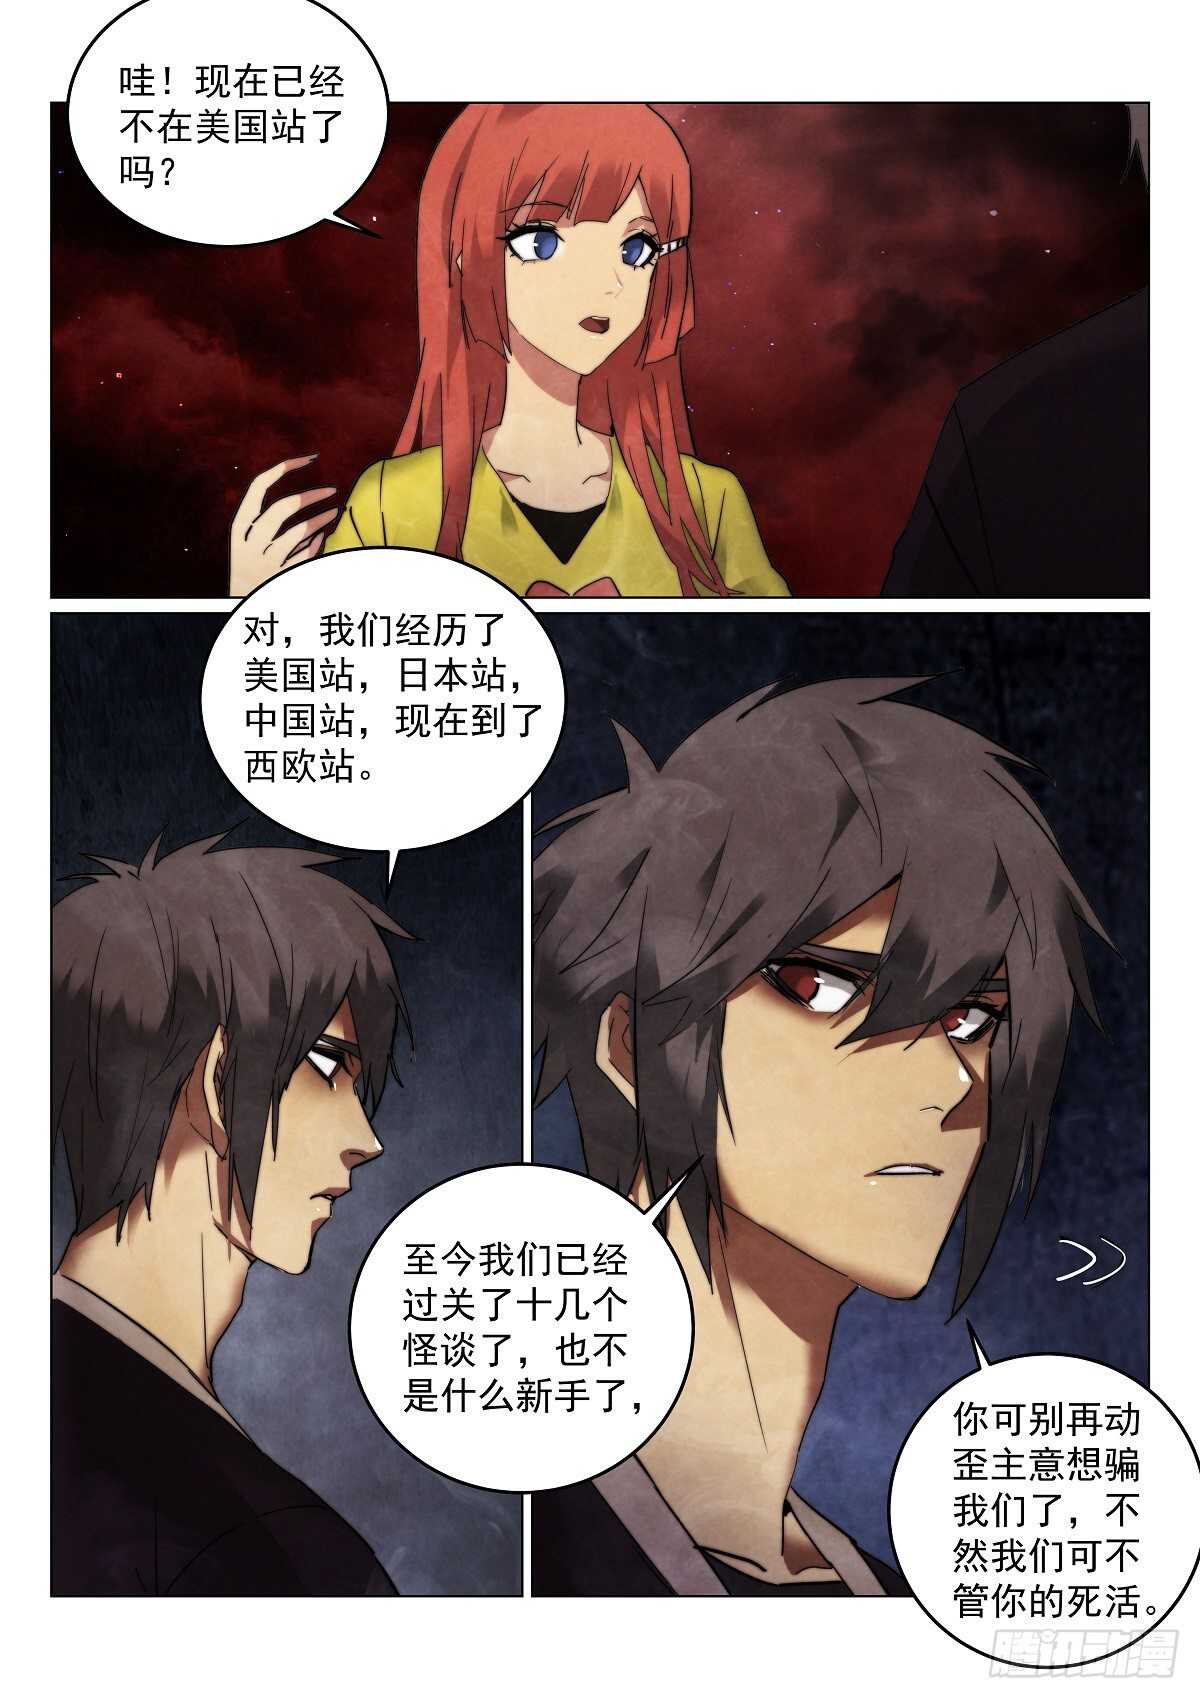 哇！现在已经
不在美国站了
吗？
对，我们经历了
美国站，日本站，
中国站，现在到了
西欧站。
至今我们已经
过关了十几个
怪谈了，也不
是什么新手了，
你可别再动
歪主意想骗
我们了，不
然我们可不
管你的死活。
腾讯动漫